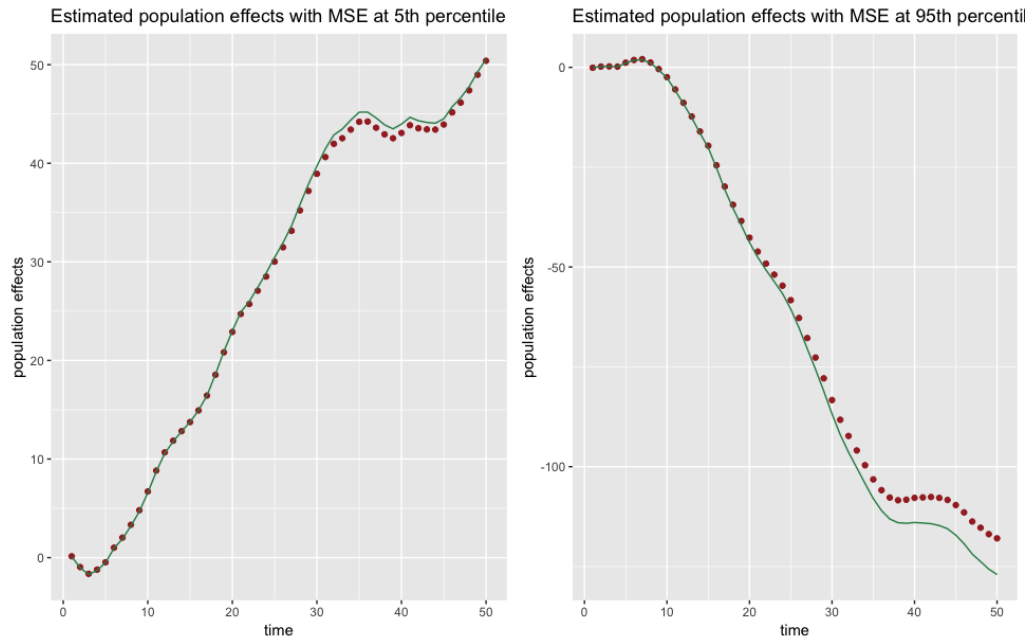 Estimated population effects with MSE at 5th percentile
50
40
30
20
10
0
population effects
0 10 20 30 40 50
time
Estimated population effects with MSE at 95th percentil
0
-50
-100
population effects
0 10 20 30 40 50
time